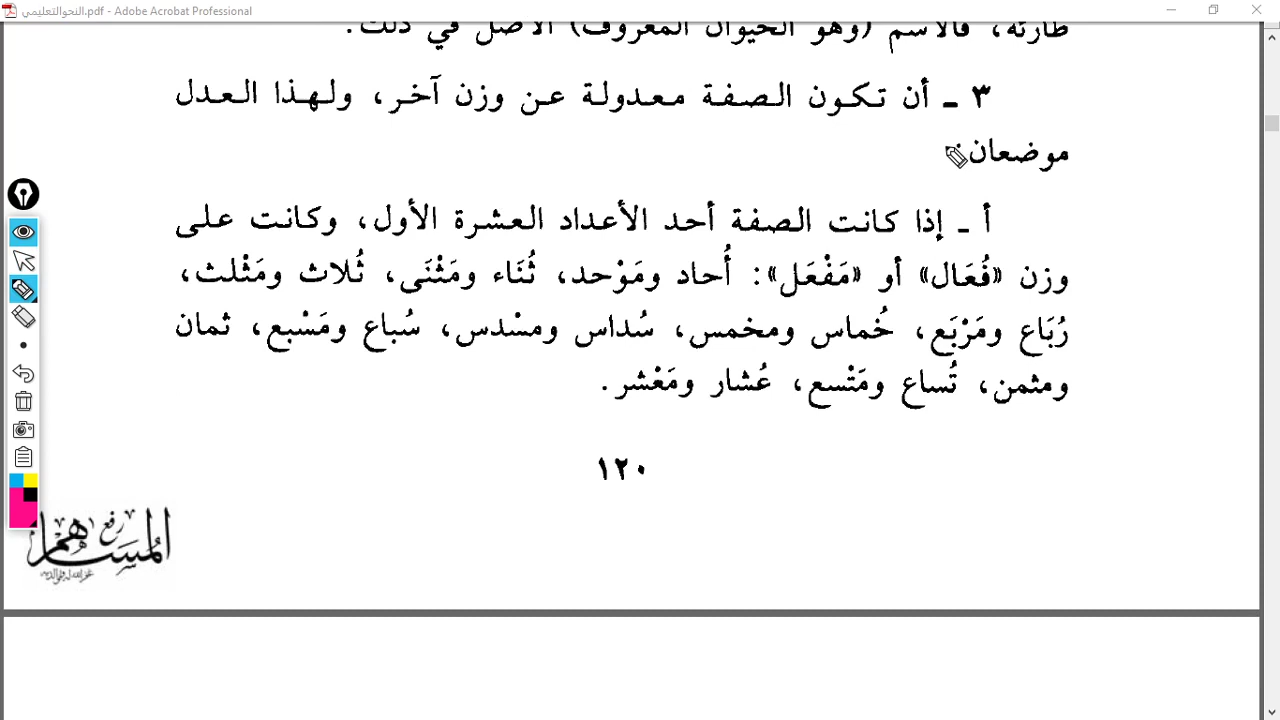 النحوالتعليمي.pdf - Adobe Acrobat Professional
طارئة، فالاسم (وهو الحيوان المعروف) الأصل في ذلك.
٣ ـ أن تكون الصفة معدولة عن وزن آخر، ولهذا العدل
موضعان
أ ـ إذا كانت الصفة أحد الأعداد العشرة الأول، وكانت على
وزن «فُعَال» أو «مَفْعَل»: أُحاد ومَوْحد، ثُنَاء ومَثْنَى، ثُلاث ومَثْلث،
رُبَاع ومَرْبَع، خُماس ومخمس، سُداس ومسْدس، سُباع ومَسْبع، ثمان
ومثمن، تُساع ومَتْسع، عُشار ومَعْشر.
١٢٠
رفع
المساهم